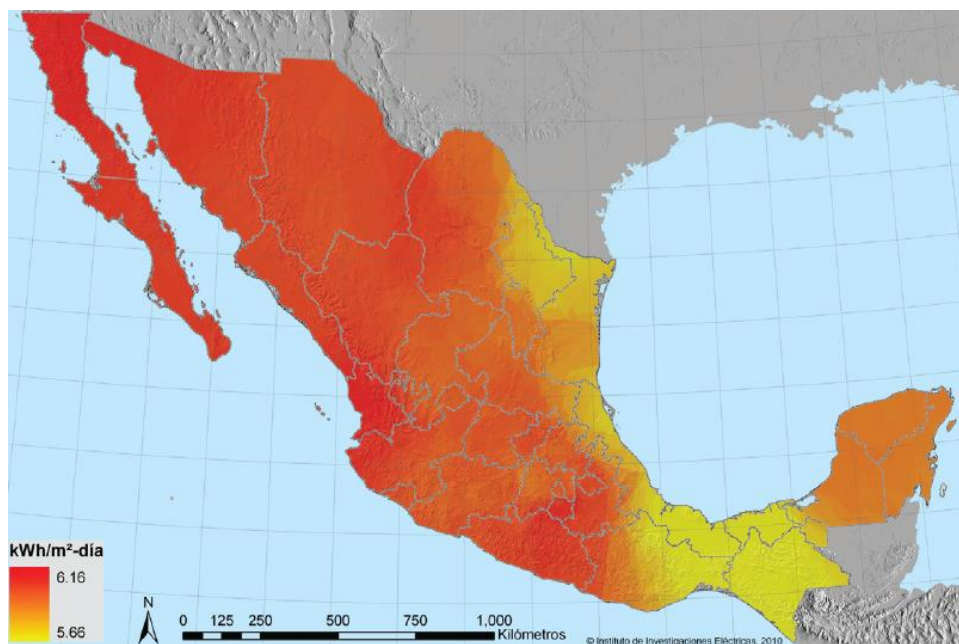 kWh/m²-día
6.16
5.66
N
0 125 250 500 750 1,000
Kilómetros
© Instituto de Investigaciones Eléctricas, 2010